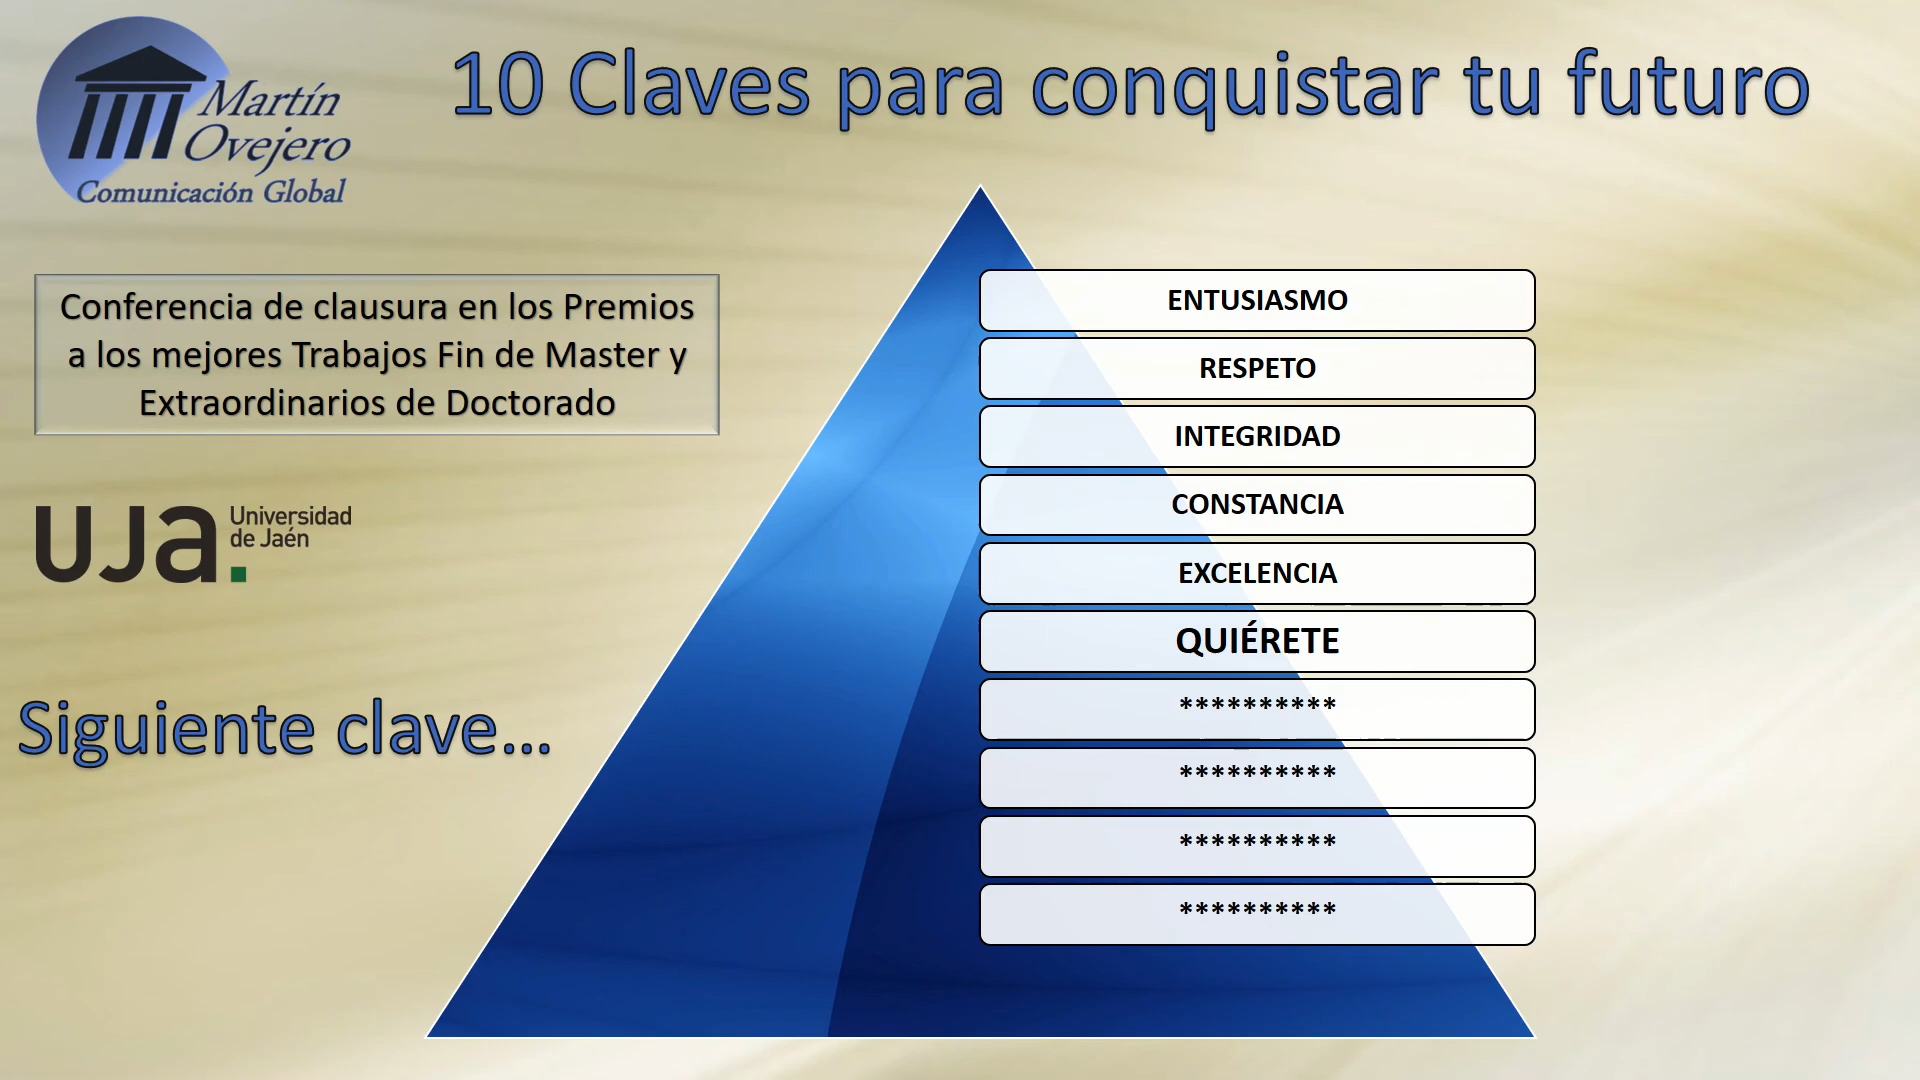 Martín
Ovejero
Comunicación Global
10 Claves para conquistar tu futuro
Conferencia de clausura en los Premios
a los mejores Trabajos Fin de Master y
Extraordinarios de Doctorado
uja.
Universidad
de Jaén
Siguiente clave...
ENTUSIASMO
RESPETO
INTEGRIDAD
CONSTANCIA
EXCELENCIA
QUIÉRETE
**********
**********
**********
**********